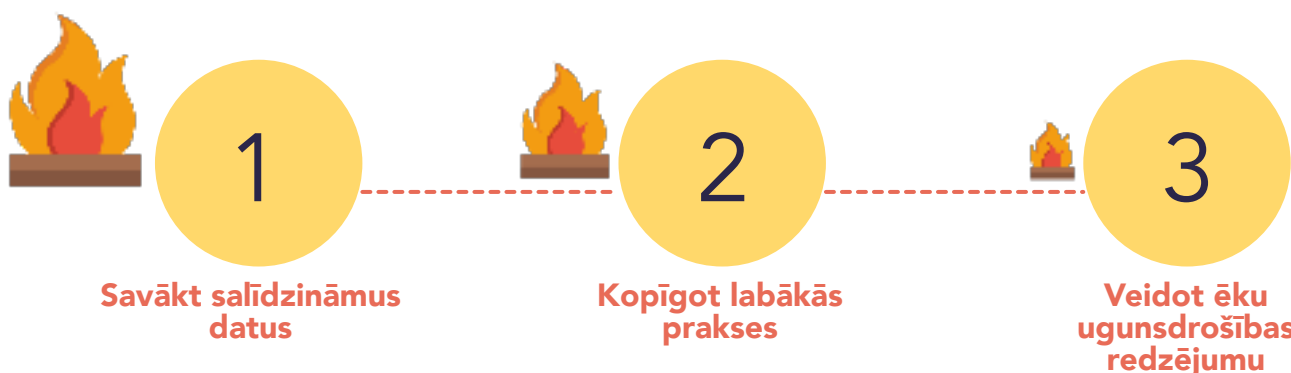 1
2
3
Savākt salīdzināmus
datus
Kopīgot labākās
prakses
Veidot ēku
ugunsdrošības
redzējumu